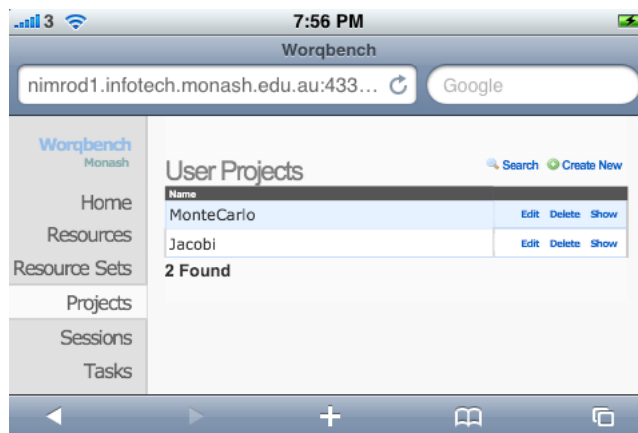 3 7:56 PM
Worqbench
nimrod1.infotech.monash.edu.au:433... Google
Worqbench
Monash
Home
Resources
Resource Sets
Projects
Sessions
Tasks
User Projects
Search Create New
Name
MonteCarlo Edit Delete Show
Jacobi Edit Delete Show
2 Found